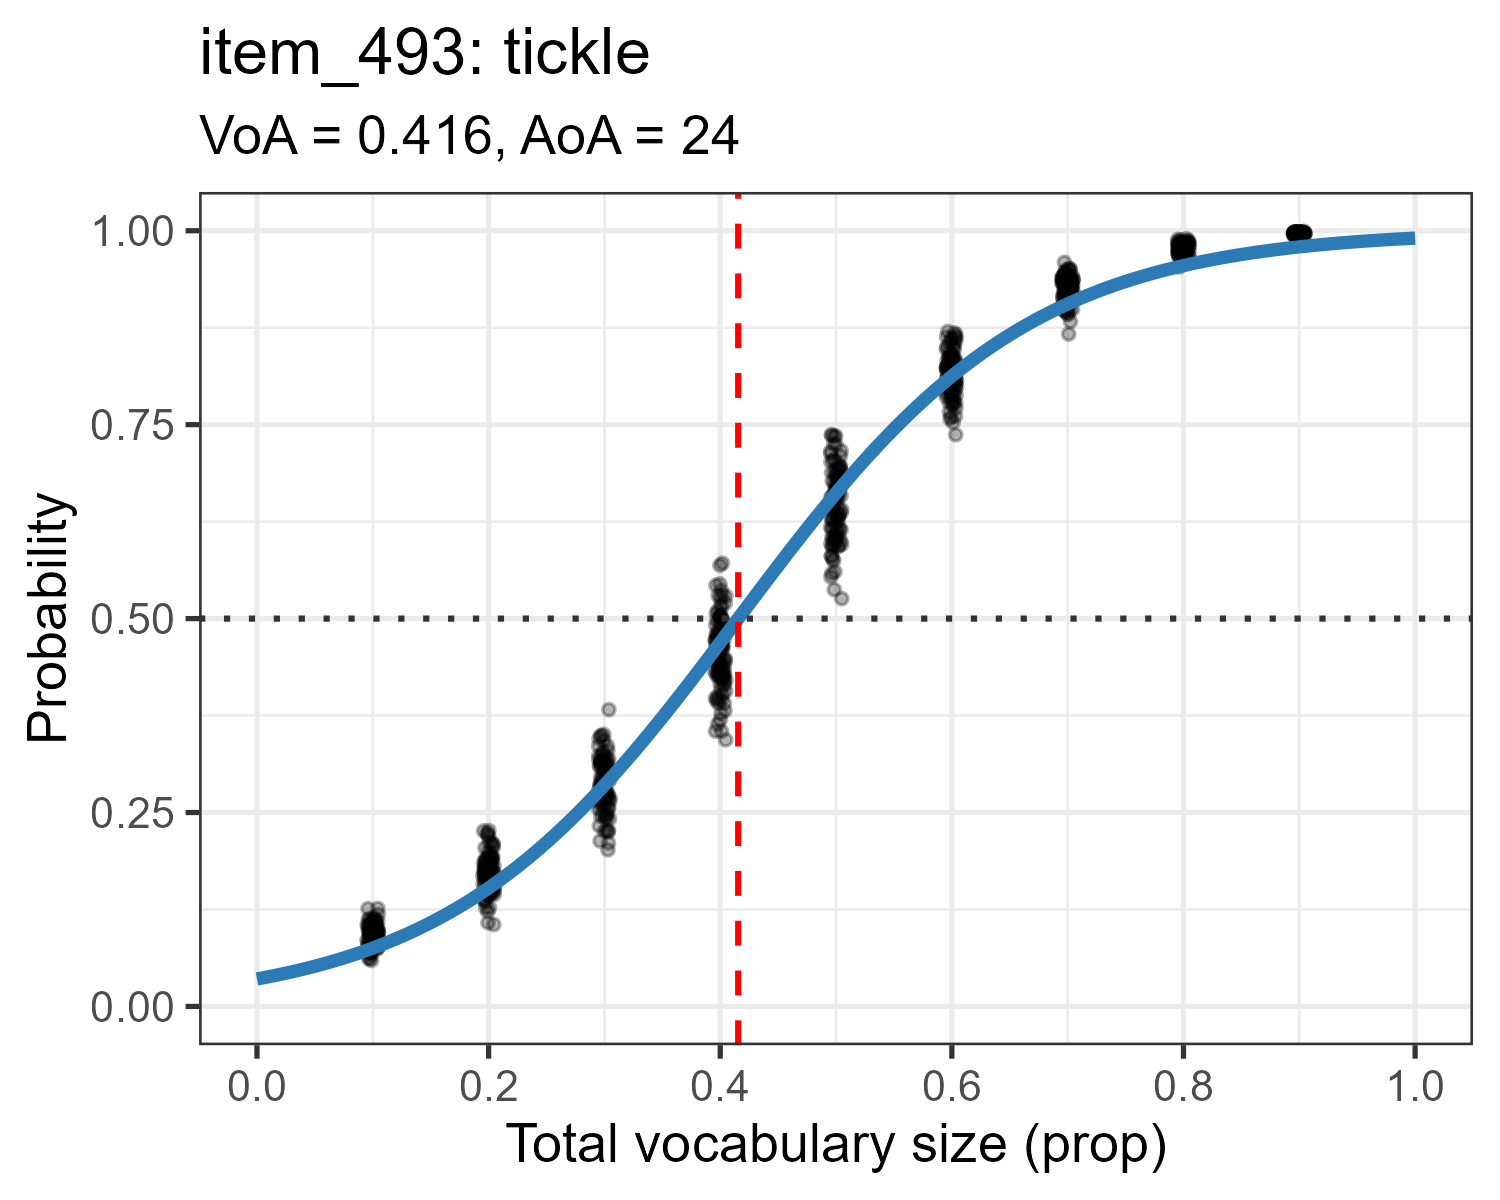 item_493: tickle
VoA = 0.416, AoA = 24
1.00
0.75
0.50
0.25
0.00
Probability
0.0 0.2 0.4 0.6 0.8 1.0
Total vocabulary size (prop)